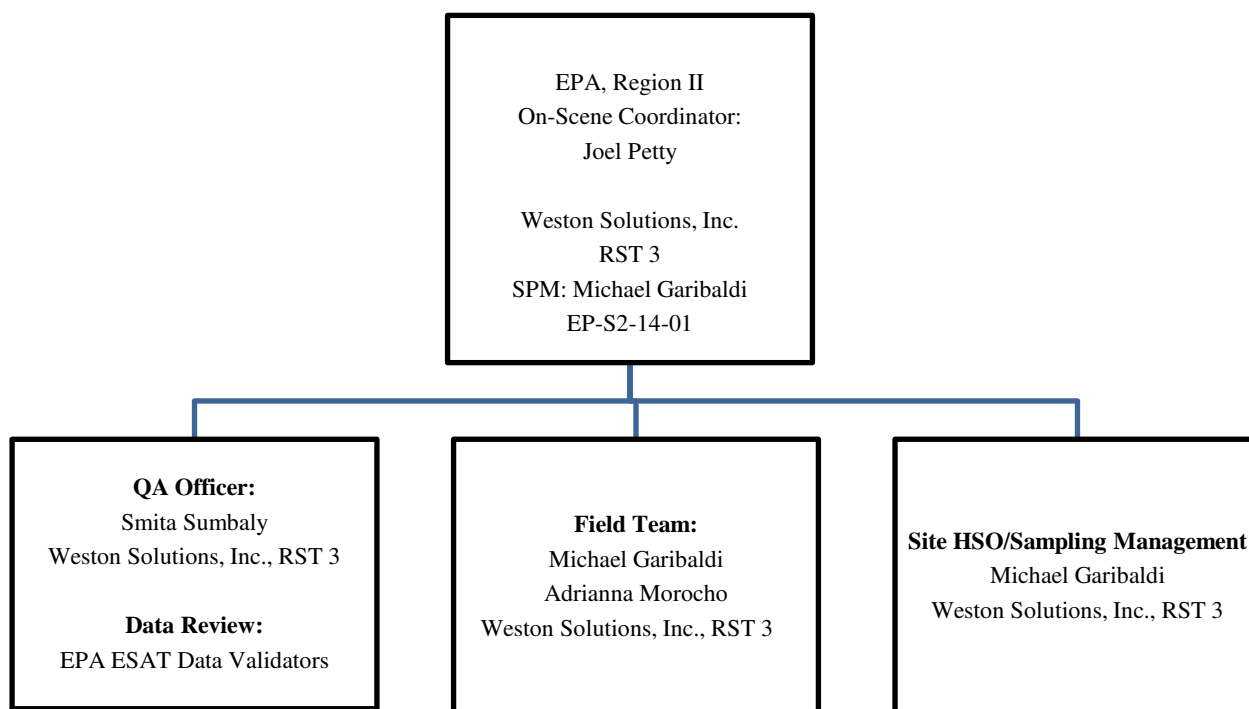 EPA, Region II
On-Scene Coordinator:
Joel Petty
Weston Solutions, Inc.
RST 3
SPM: Michael Garibaldi
EP-S2-14-01
QA Officer:
Smita Sumbaly
Weston Solutions, Inc., RST 3
Data Review:
EPA ESAT Data Validators
Field Team:
Michael Garibaldi
Adrianna Morocho
Weston Solutions, Inc., RST 3
Site HSO/Sampling Management
Michael Garibaldi
Weston Solutions, Inc., RST 3